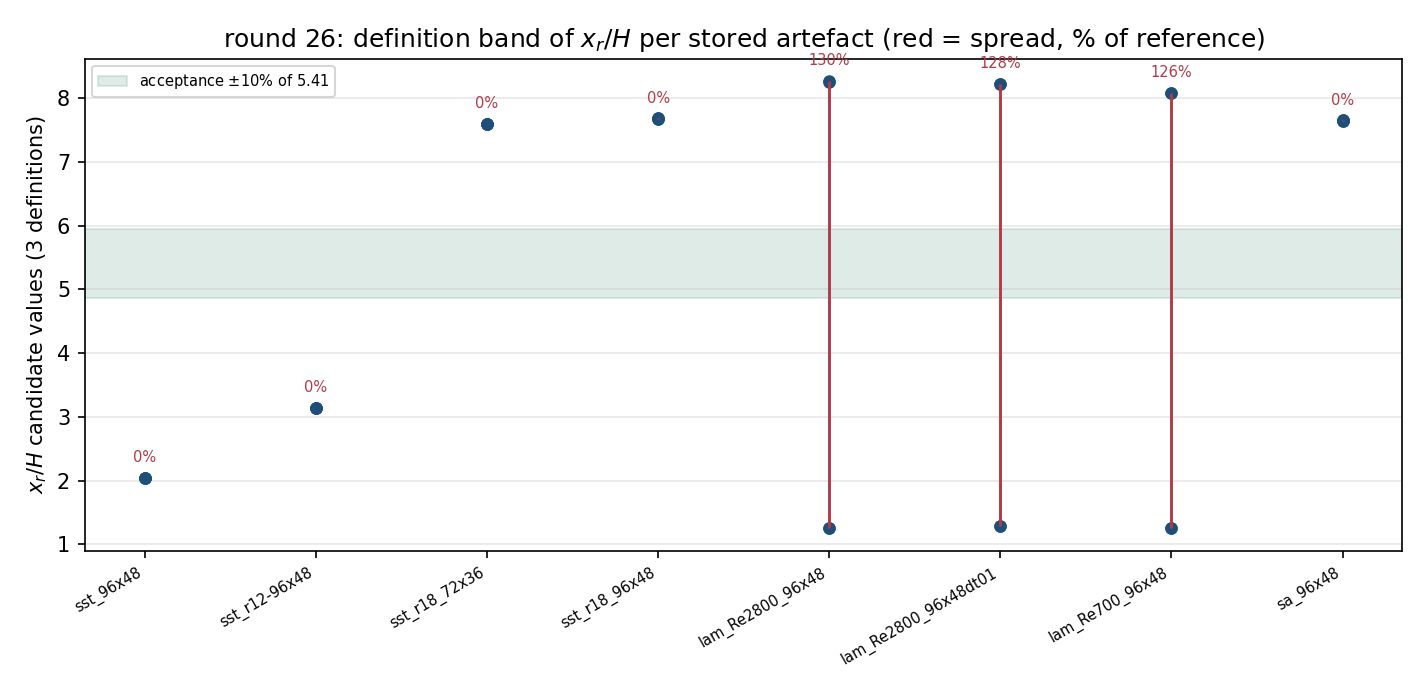 round 26: definition band of x_r/H per stored artefact (red = spread, % of reference)
acceptance ±10% of 5.41
x_r/H candidate values (3 definitions)
8
7
6
5
4
3
2
1
0%
0%
0%
0%
130%
128%
126%
0%
sst_96x48
sst_r12-96x48
sst_r18_72x36
sst_r18_96x48
lam_Re2800_96x48
lam_Re2800_96x48dt01
lam_Re700_96x48
sa_96x48